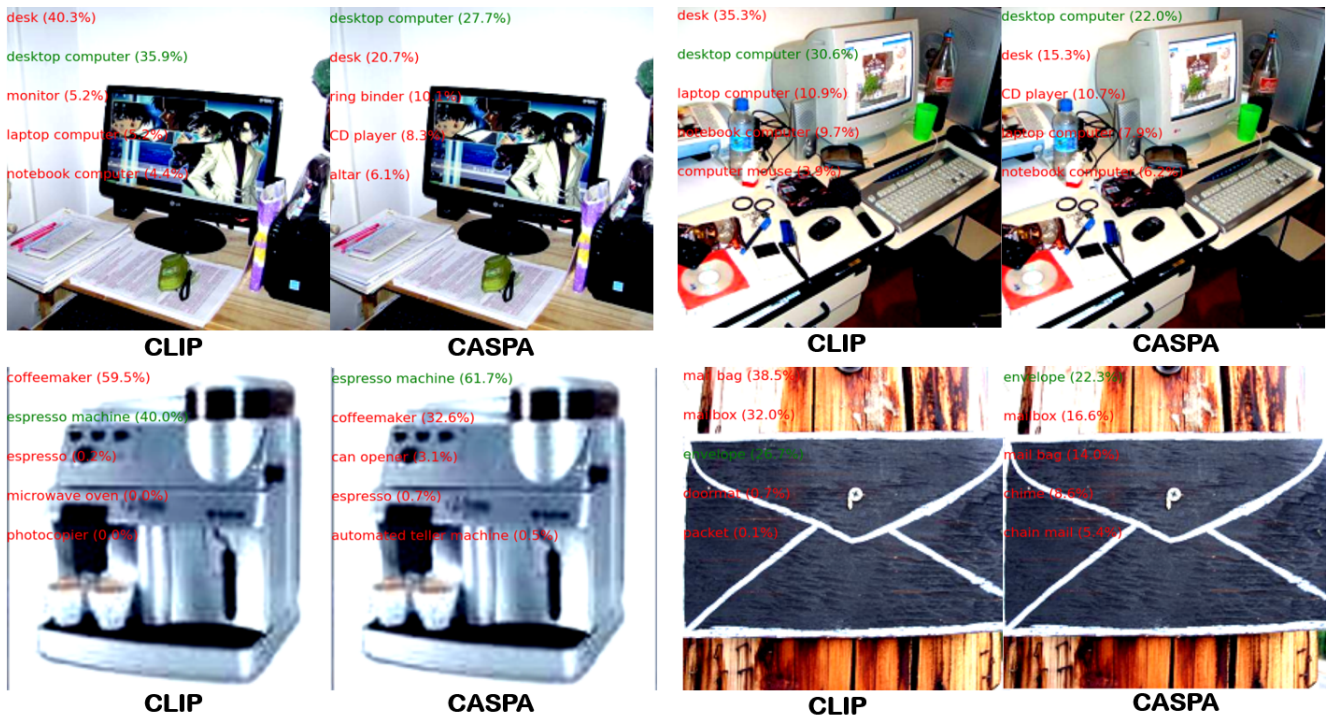 desk (40.3%)
desktop computer (35.9%)
monitor (5.2%)
laptop computer (5.2%)
notebook computer (4.4%)
CLIP
desktop computer (27.7%)
desk (20.7%)
ring binder (10.1%)
CD player (8.3%)
altar (6.1%)
CASPA
desk (35.3%)
desktop computer (30.6%)
laptop computer (10.9%)
notebook computer (9.7%)
computer mouse (3.9%)
CLIP
desktop computer (22.0%)
desk (15.3%)
CD player (10.7%)
laptop computer (7.9%)
notebook computer (6.2%)
CASPA
coffeemaker (59.5%)
espresso machine (40.0%)
espresso (0.2%)
microwave oven (0.0%)
photocopier (0.0%)
CLIP
espresso machine (61.7%)
coffeemaker (32.6%)
can opener (3.1%)
espresso (0.7%)
automated teller machine (0.5%)
CASPA
mail bag (38.5%)
mailbox (32.0%)
envelope
doormat (0.7%)
packet (0.1%)
CLIP
envelope (22.3%)
mailbox (16.6%)
mail bag (14.0%)
chime (8.6%)
chain mail (5.4%)
CASPA